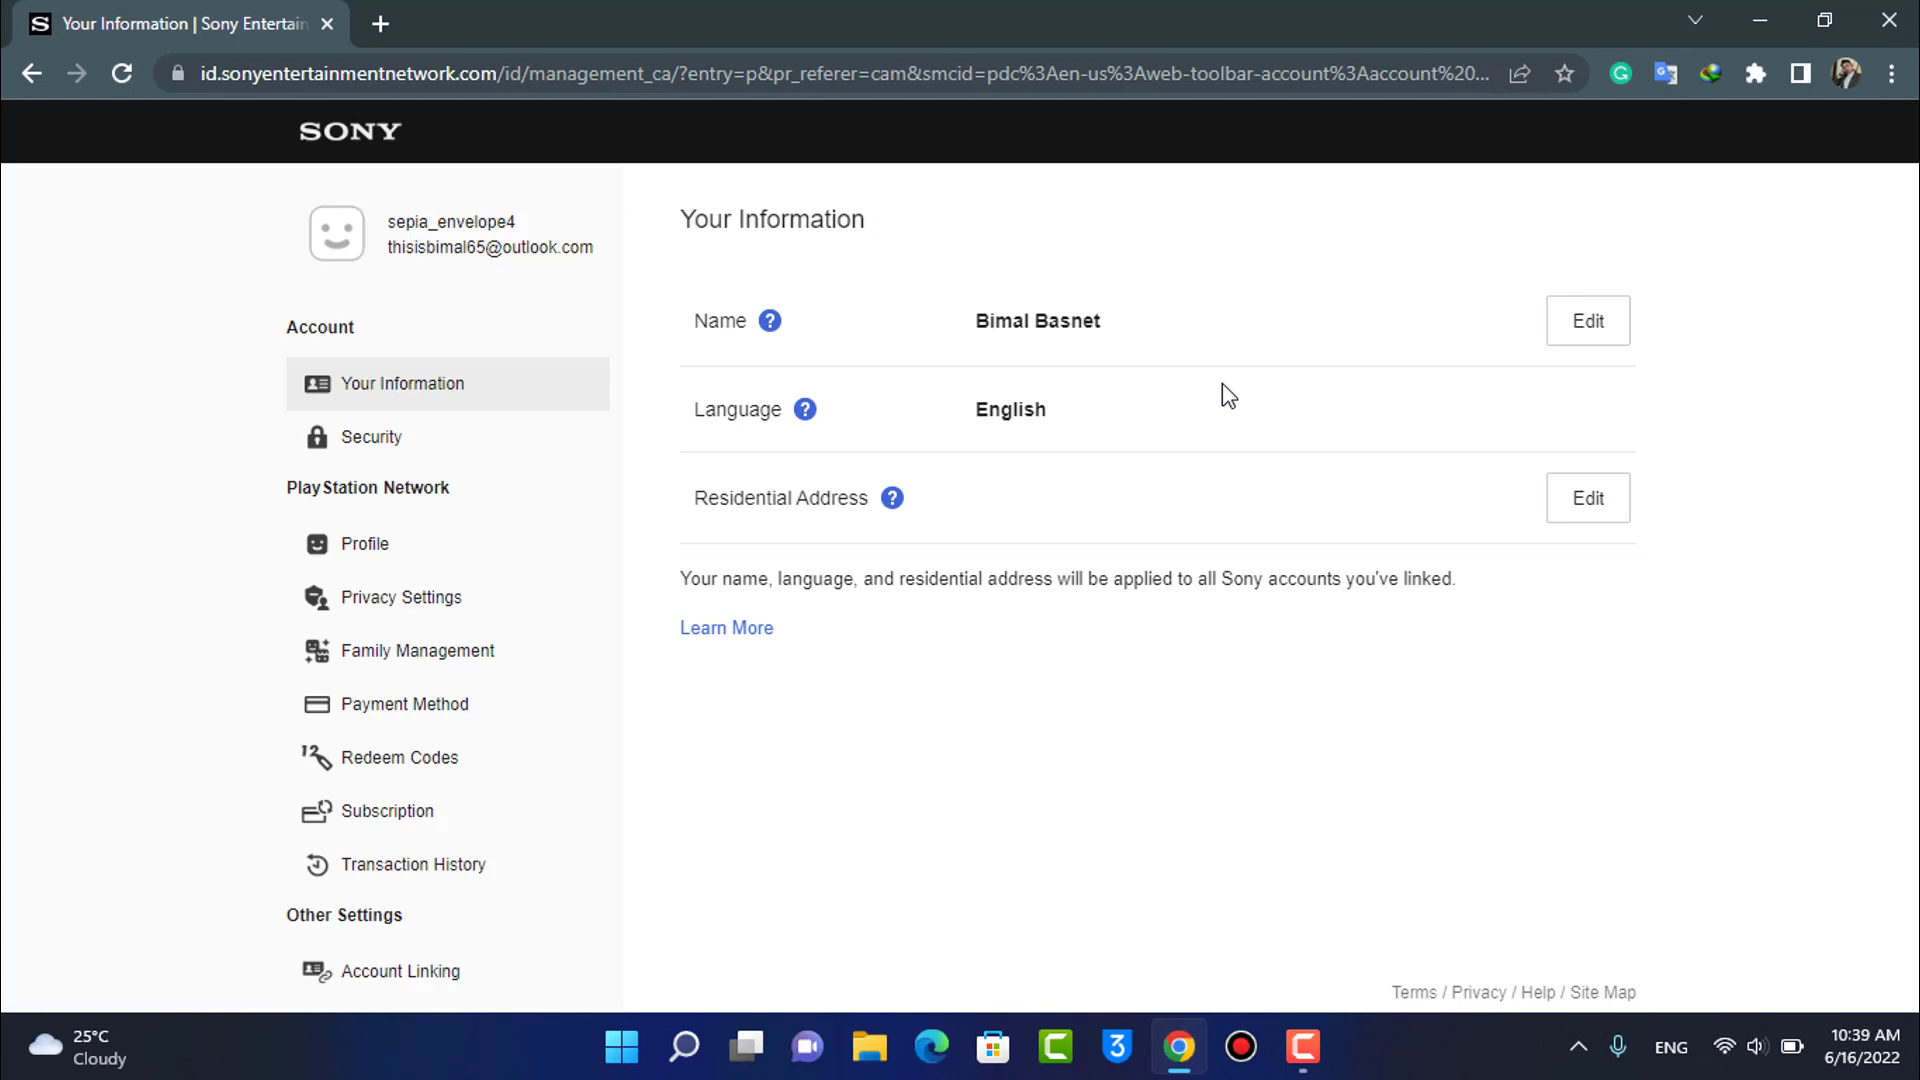 Your Information | Sony Entertain
id.sonyentertainmentnetwork.com/id/management_ca/?entry=p&pr_referer=cam&smcid=pdc%3Aen-us%3Aweb-toolbar-account%3Aaccount%20...
SONY
sepia_envelope4
thisisbimal65@outlook.com
Account
Your Information
Security
PlayStation Network
Profile
Privacy Settings
Family Management
Payment Method
Redeem Codes
Subscription
Transaction History
Other Settings
Account Linking
Your Information
Name ? Bimal Basnet Edit
Language ? English
Residential Address ? Edit
Your name, language, and residential address will be applied to all Sony accounts you've linked.
Learn More
Terms / Privacy / Help / Site Map
25°C
Cloudy
ENG
10:39 AM
6/16/2022